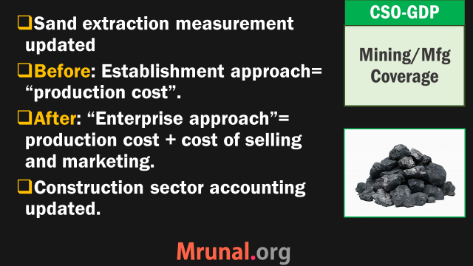 ❑Sand extraction measurement
updated
❑Before: Establishment approach=
“production cost”.
❑After: “Enterprise approach”=
production cost + cost of selling
and marketing.
❑Construction sector accounting
updated.
CSO-GDP
Mining/Mfg
Coverage
Mrunal.org